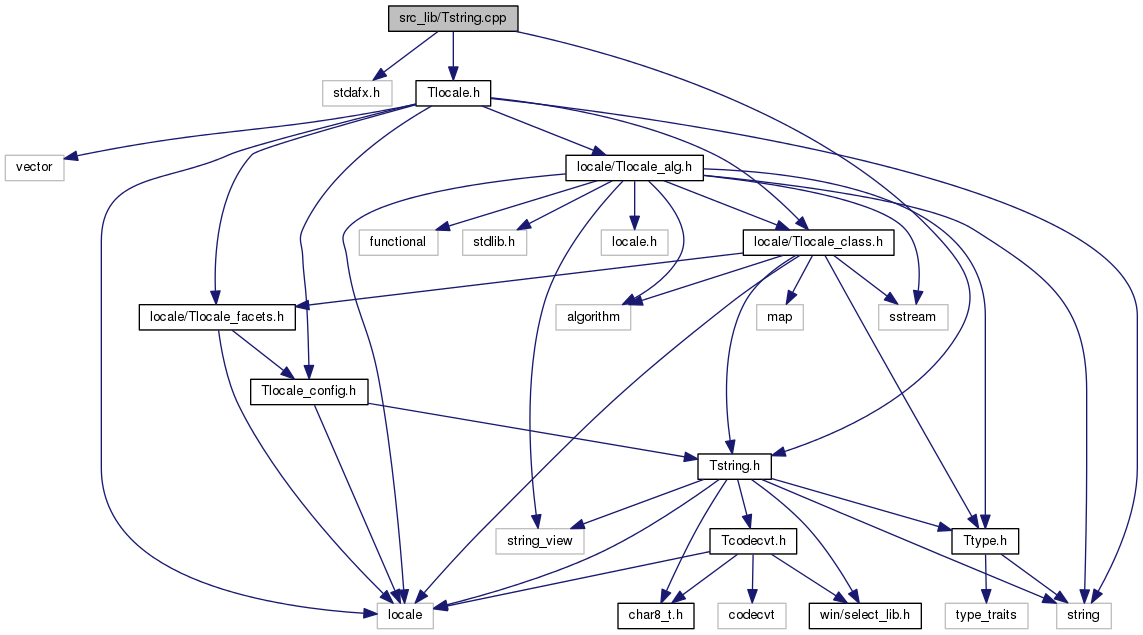 src_lib/Tstring.cpp
stdafx.h
Tlocale.h
vector
locale/Tlocale_alg.h
functional
stdlib.h
locale.h
locale/Tlocale_class.h
locale/Tlocale_facets.h
algorithm
map
sstream
Tlocale_config.h
Tstring.h
string_view
Tcodecvt.h
Ttype.h
locale
char8_t.h
codecvt
win/select_lib.h
type_traits
string